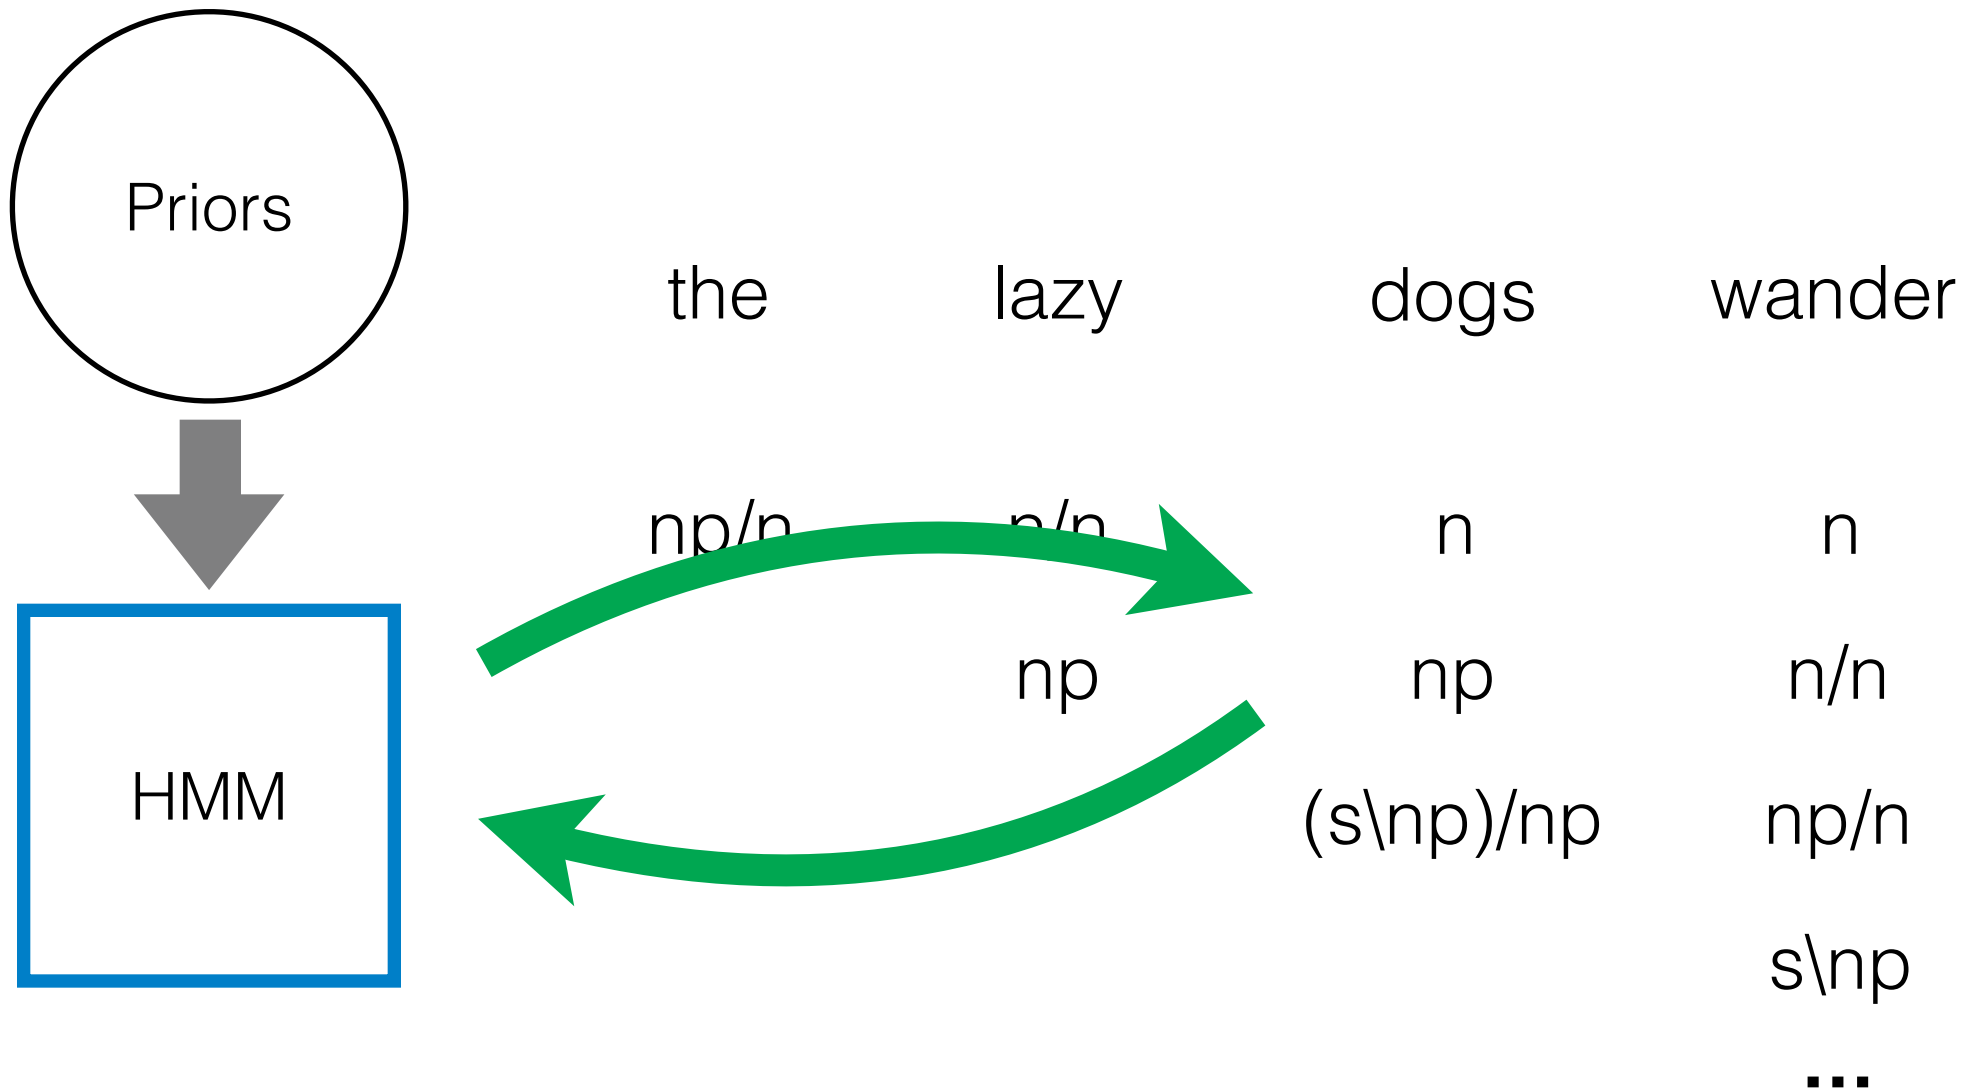 Priors
the lazy dogs wander
np/n n/n n n
np np n/n
HMM
(s\np)/np np/n
s\np
...